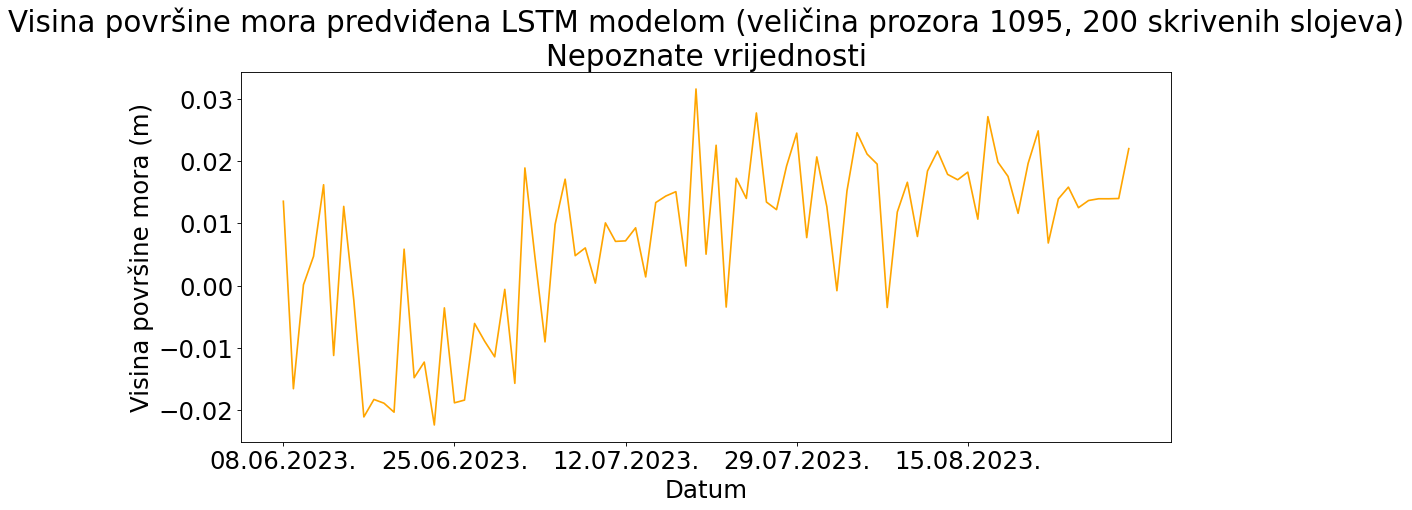 Visina površine mora predviđena LSTM modelom (veličina prozora 1095, 200 skrivenih slojeva)
Nepoznate vrijednosti
Visina površine mora (m)
0.03
0.02
0.01
0.00
−0.01
−0.02
08.06.2023. 25.06.2023. 12.07.2023. 29.07.2023. 15.08.2023.
Datum